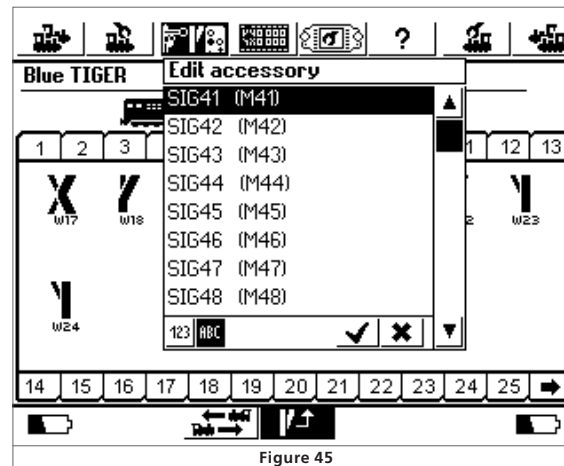 ?
Blue TIGER
Edit accessory
SIG41 (M41)
SIG42 (M42)
SIG43 (M43)
SIG44 (M44)
SIG45 (M45)
SIG46 (M46)
SIG47 (M47)
SIG48 (M48)
123 ABC
1 2 3 1 12 13
W17 W18 2 W23
W24
14 15 16 17 18 19 20 21 22 23 24 25
Figure 45